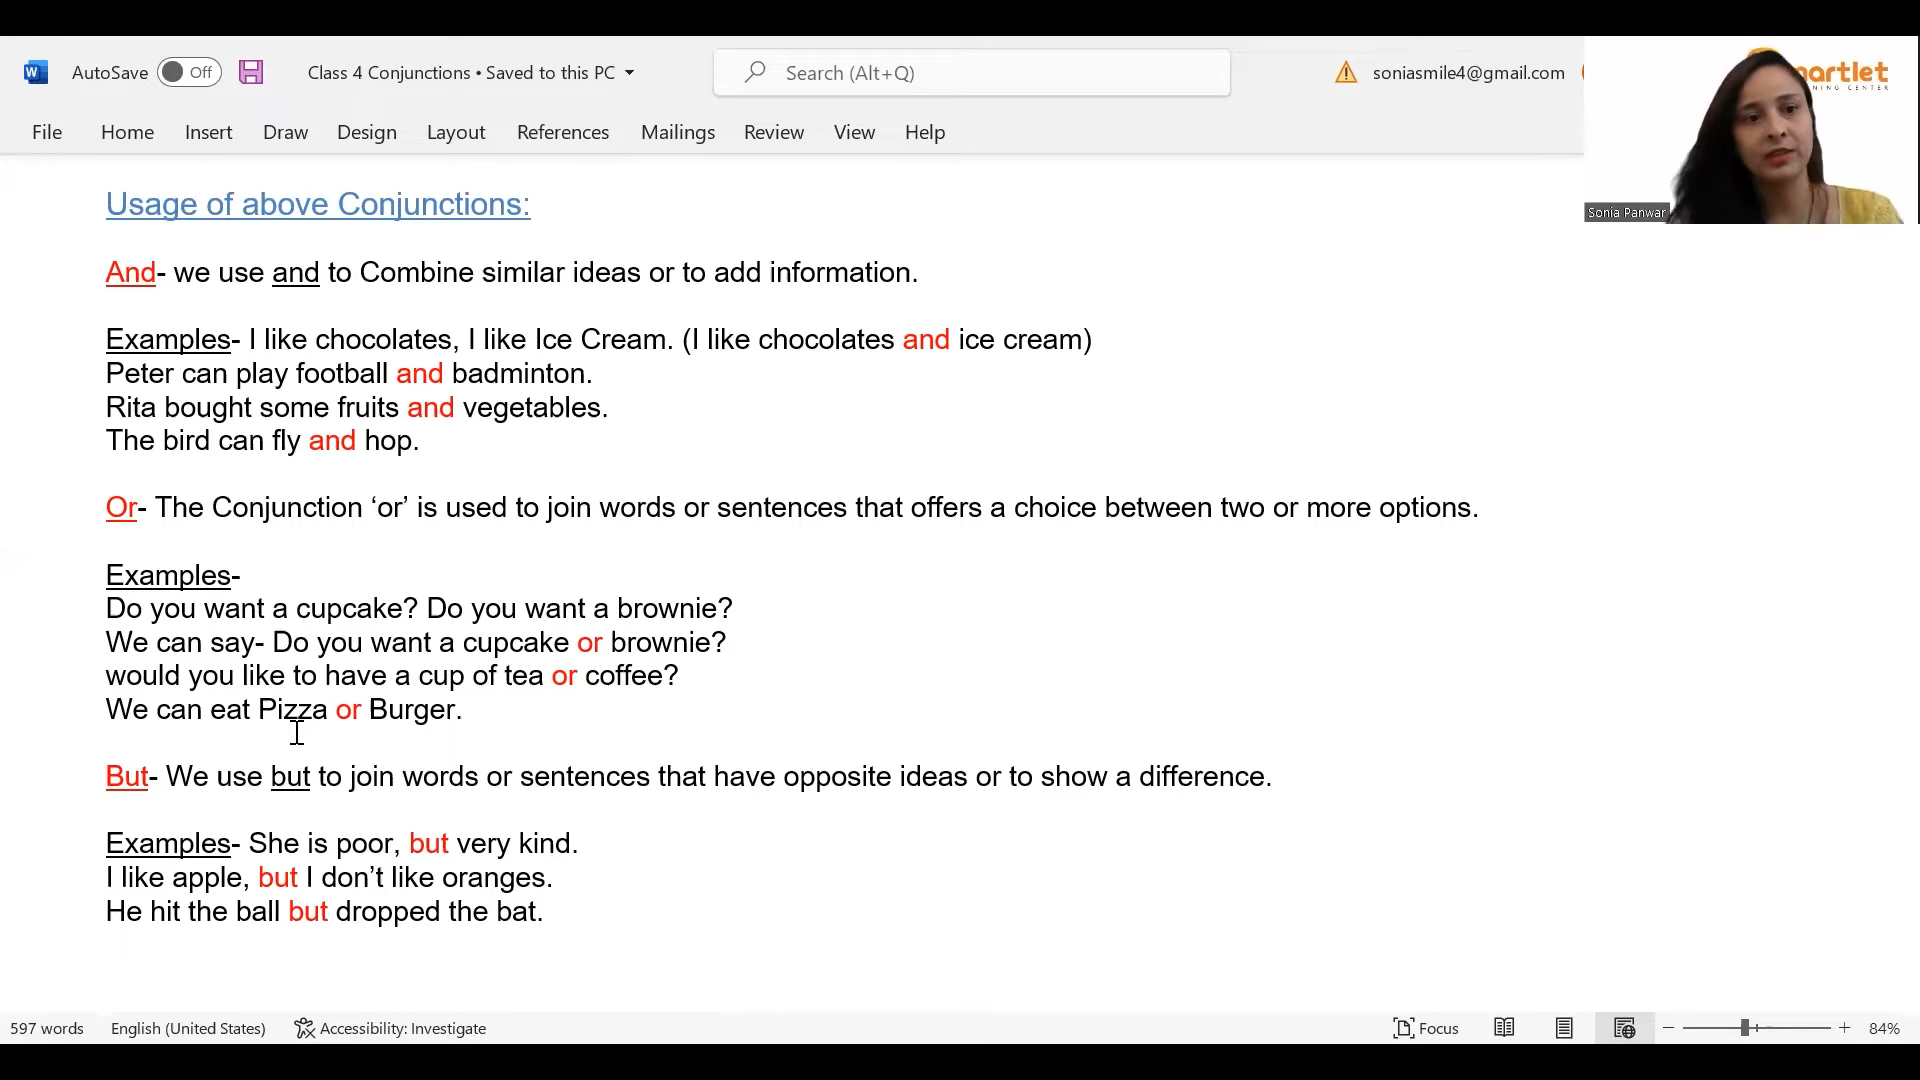 AutoSave Off Class 4 Conjunctions • Saved to this PC Search (Alt+Q) soniasmile4@gmail.com
File Home Insert Draw Design Layout References Mailings Review View Help
Sonia Panwar
Usage of above Conjunctions:
And- we use and to Combine similar ideas or to add information.
Examples- I like chocolates, I like Ice Cream. (I like chocolates and ice cream)
Peter can play football and badminton.
Rita bought some fruits and vegetables.
The bird can fly and hop.
Or- The Conjunction ‘or’ is used to join words or sentences that offers a choice between two or more options.
Examples-
Do you want a cupcake? Do you want a brownie?
We can say- Do you want a cupcake or brownie?
would you like to have a cup of tea or coffee?
We can eat Pizza or Burger.
But- We use but to join words or sentences that have opposite ideas or to show a difference.
Examples- She is poor, but very kind.
I like apple, but I don’t like oranges.
He hit the ball but dropped the bat.
597 words English (United States) Accessibility: Investigate Focus 84%